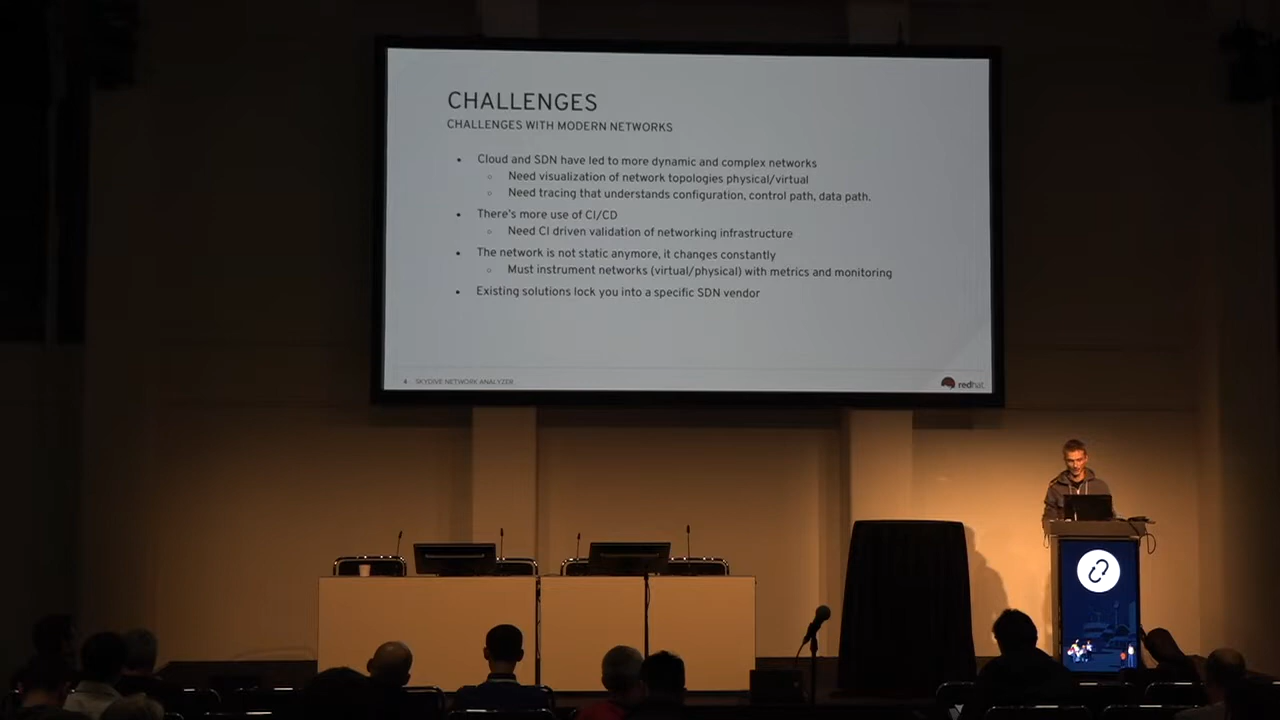 CHALLENGES
CHALLENGES WITH MODERN NETWORKS
• Cloud and SDN have led to more dynamic and complex networks
○ Need visualization of network topologies physical/virtual
○ Need tracing that understands configuration, control path, data path.
• There's more use of CI/CD
○ Need CI driven validation of networking infrastructure
• The network is not static anymore, it changes constantly
○ Must instrument networks (virtual/physical) with metrics and monitoring
• Existing solutions lock you into a specific SDN vendor
4 SKYDIVE NETWORK ANALYZER
redhat.